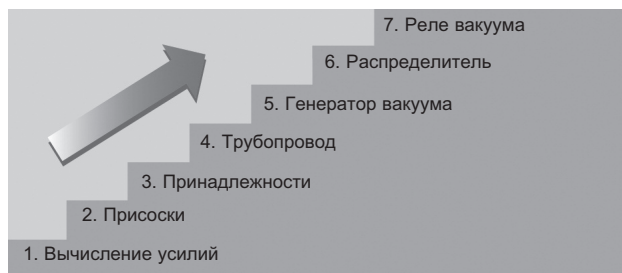 7. Реле вакуума
6. Распределитель
5. Генератор вакуума
4. Трубопровод
3. Принадлежности
2. Присоски
1. Вычисление усилий